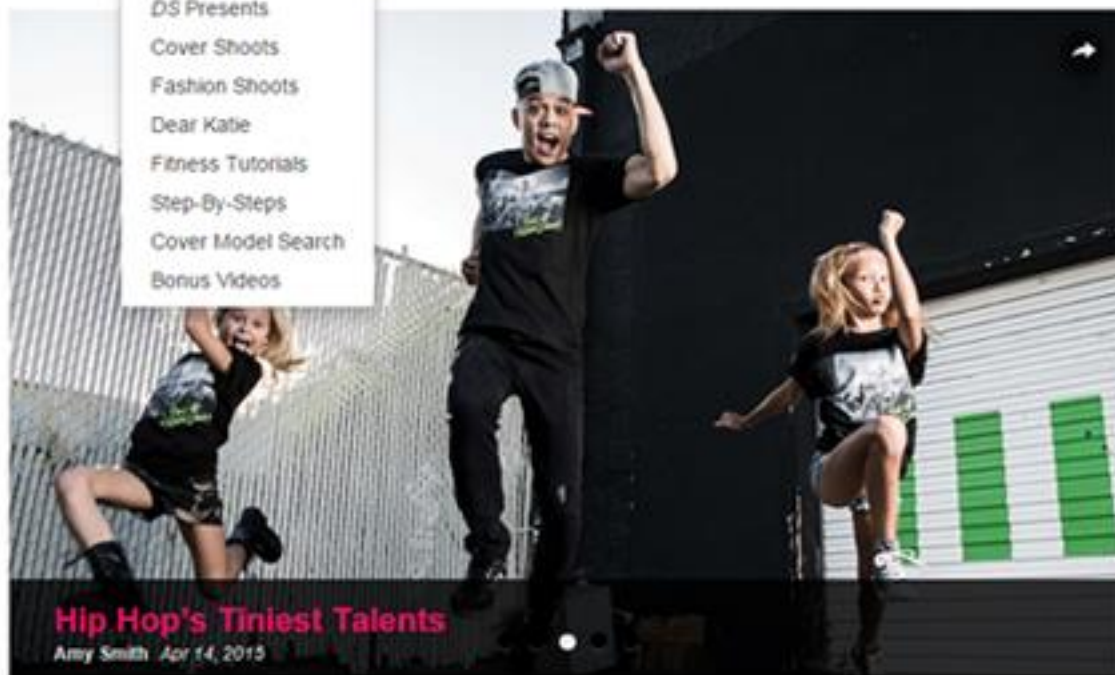 DS Presents
Cover Shoots
Fashion Shoots
Dear Katie
Fitness Tutorials
Step-By-Steps
Cover Model Search
Bonus Videos
Hip Hop's Tiniest Talents
Amy Smith Apr 14, 2015